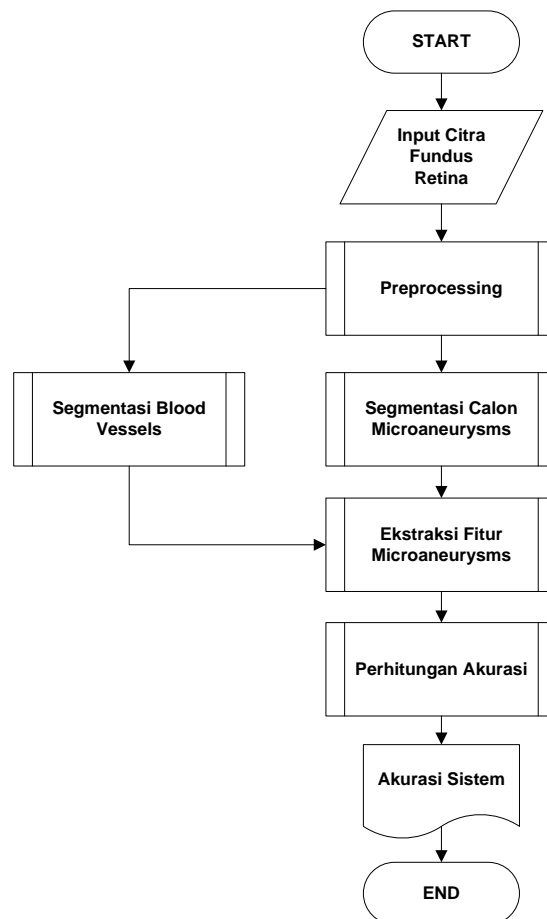 START
Input Citra
Fundus
Retina
Preprocessing
Segmentasi Blood
Vessels
Segmentasi Calon
Microaneurysms
Ekstraksi Fitur
Microaneurysms
Perhitungan Akurasi
Akurasi Sistem
END